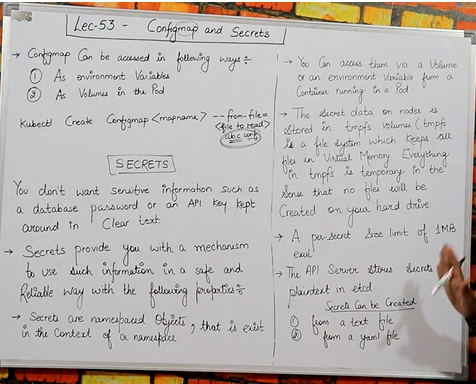 Lec-53 - Configmap and Secrets
→ Configmap Can be accessed in following ways÷
① As environment Variables
② As Volumes in the Pod
Kubectl Create Configmap <mapname> --from-file=
<file to read>
abc.conf
SECRETS
You don't want sensitive information such as
a database password or an API Key kept
around in Clear text
→ Secrets provide you with a mechanism
to use such information in a safe and
Reliable way with the following properties÷
→ Secrets are namespaced Objects, that is exist
in the Context of a namespace
→ You Can access them via a Volume
or an environment Variable from a
Container running in a Pod
→ The secret data on nodes is
stored in tmpfs volumes (tmpfs
is a file system which keeps all
files in Virtual Memory Everything
in tmpfs is temporary in the
Sense that no files will be
Created on your hard drive
→ A per-secret Size limit of 1MB
exist
→ The API Server stores Secrets
plaintext in etcd
Secrets Can be Created
① from a text file
② from a yaml file